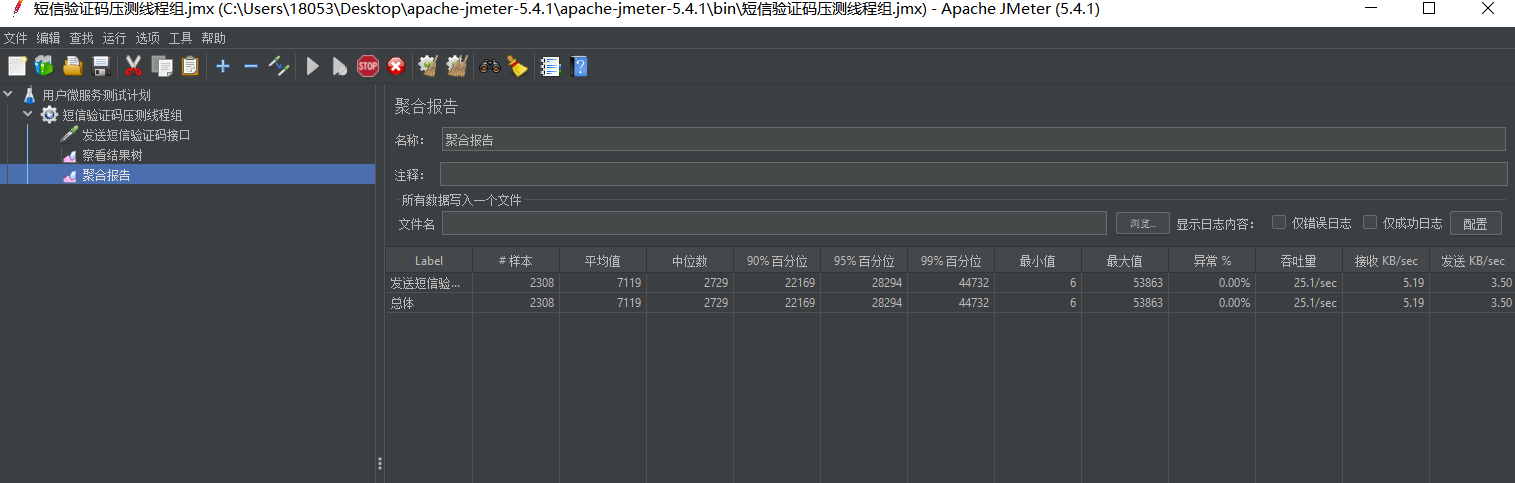 短信验证码压测线程组.jmx (C:\Users\18053\Desktop\apache-jmeter-5.4.1\apache-jmeter-5.4.1\bin\短信验证码压测线程组.jmx) - Apache JMeter (5.4.1)
文件 编辑 查找 运行 选项 工具 帮助
STOP
用户微服务测试计划
短信验证码压测线程组
发送短信验证码接口
察看结果树
聚合报告
聚合报告
名称： 聚合报告
注释：
所有数据写入一个文件
文件名 浏览... 显示日志内容： 仅错误日志 仅成功日志 配置
Label # 样本 平均值 中位数 90% 百分位 95% 百分位 99% 百分位 最小值 最大值 异常 % 吞吐量 接收 KB/sec 发送 KB/sec
发送短信验... 2308 7119 2729 22169 28294 44732 6 53863 0.00% 25.1/sec 5.19 3.50
总体 2308 7119 2729 22169 28294 44732 6 53863 0.00% 25.1/sec 5.19 3.50